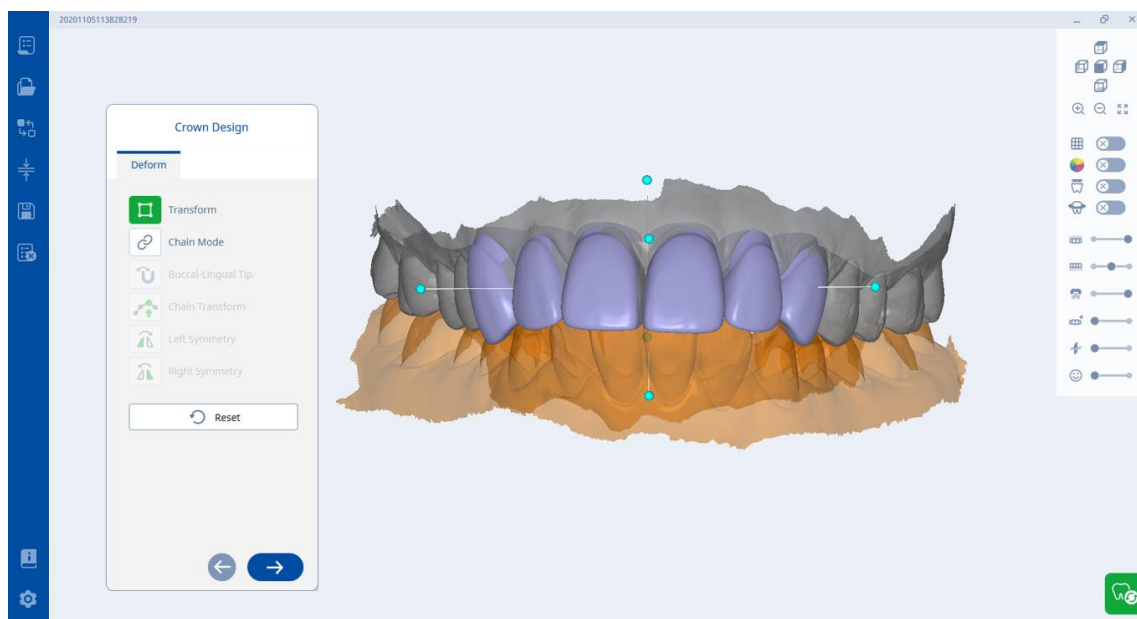 20201105113828219
Crown Design
Deform
Transform
Chain Mode
Buccal-Lingual Tip
Chain Transform
Left Symmetry
Right Symmetry
Reset